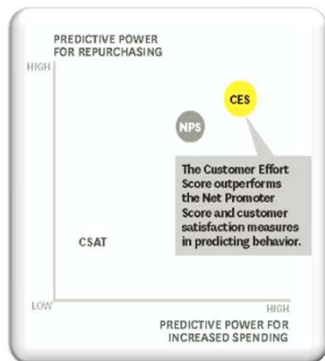 PREDICTIVE POWER
FOR REPURCHASING
HIGH
CES
NPS
The Customer Effort
Score outperforms
the Net Promoter
Score and customer
satisfaction measures
in predicting behavior.
CSAT
LOW
HIGH
PREDICTIVE POWER FOR
INCREASED SPENDING